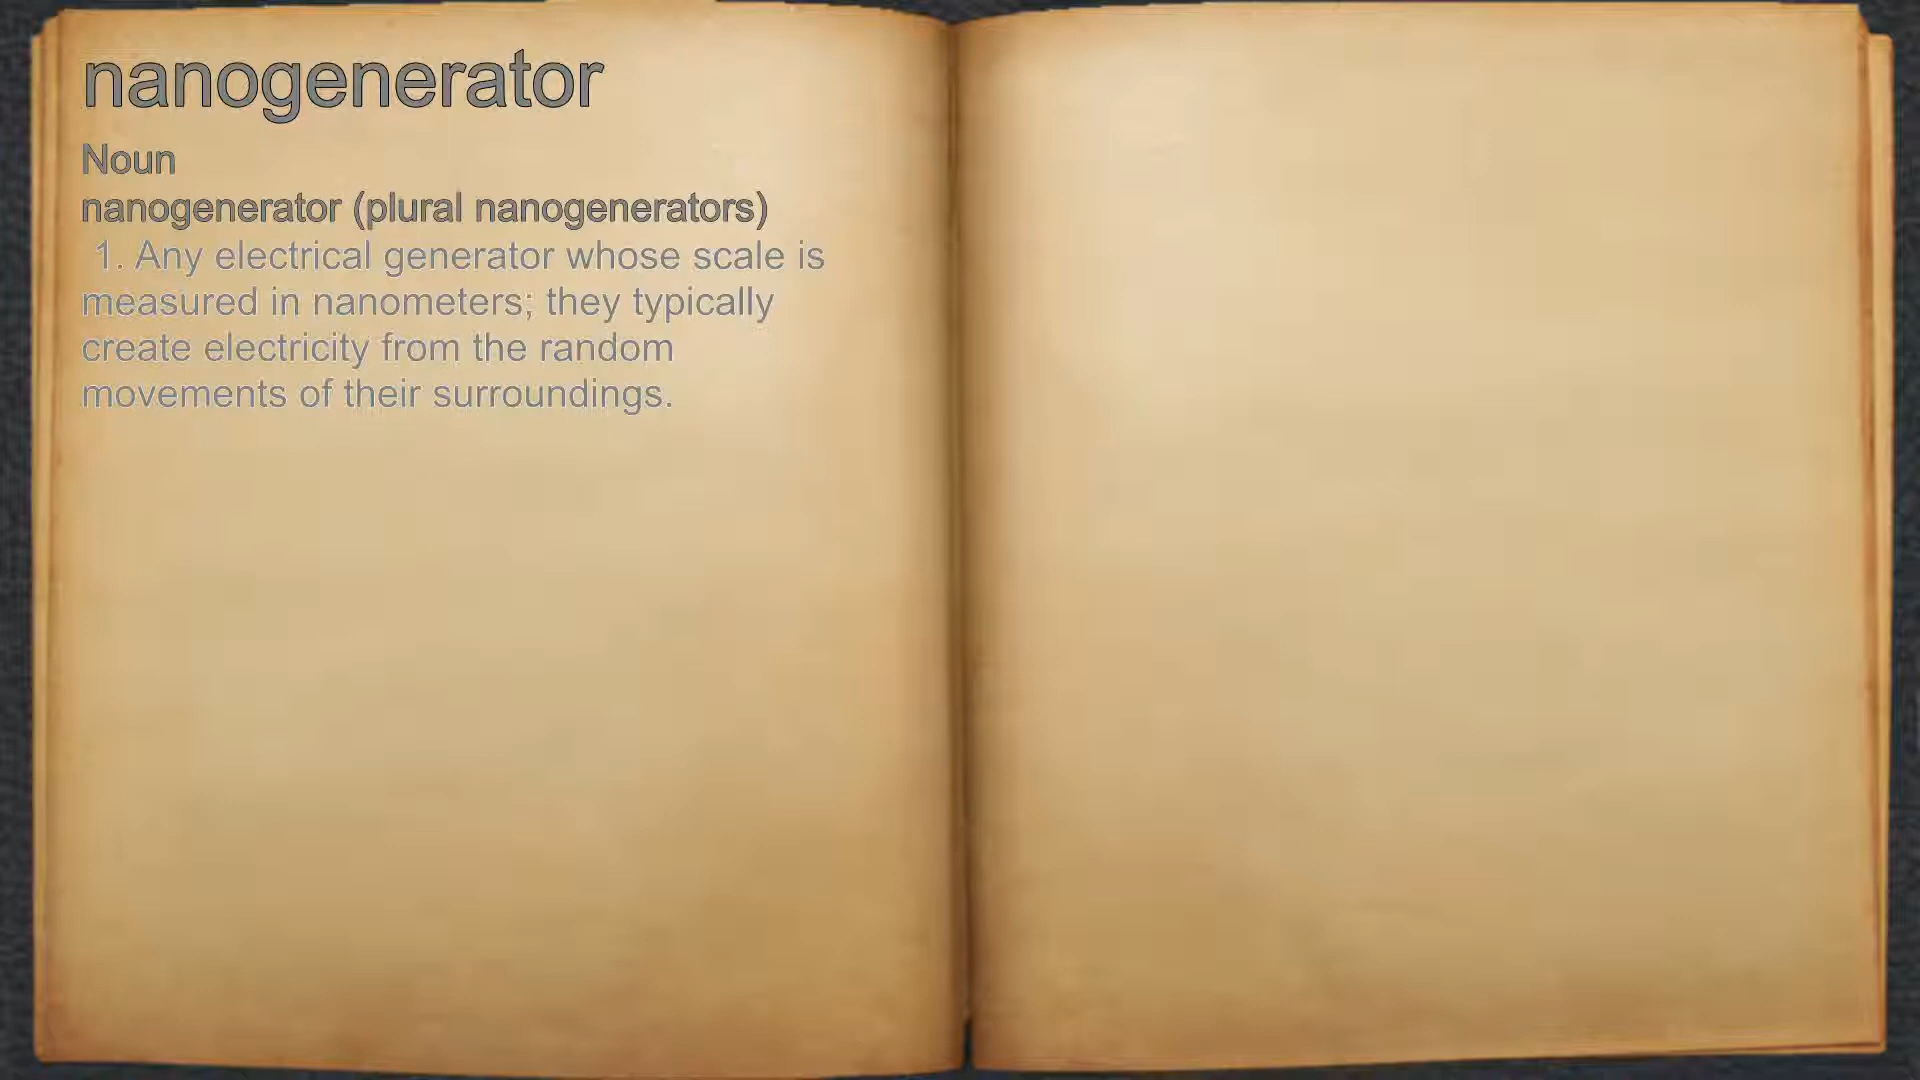 nanogenerator
Noun
nanogenerator (plural nanogenerators)
1. Any electrical generator whose scale is
measured in nanometers; they typically
create electricity from the random
movements of their surroundings.